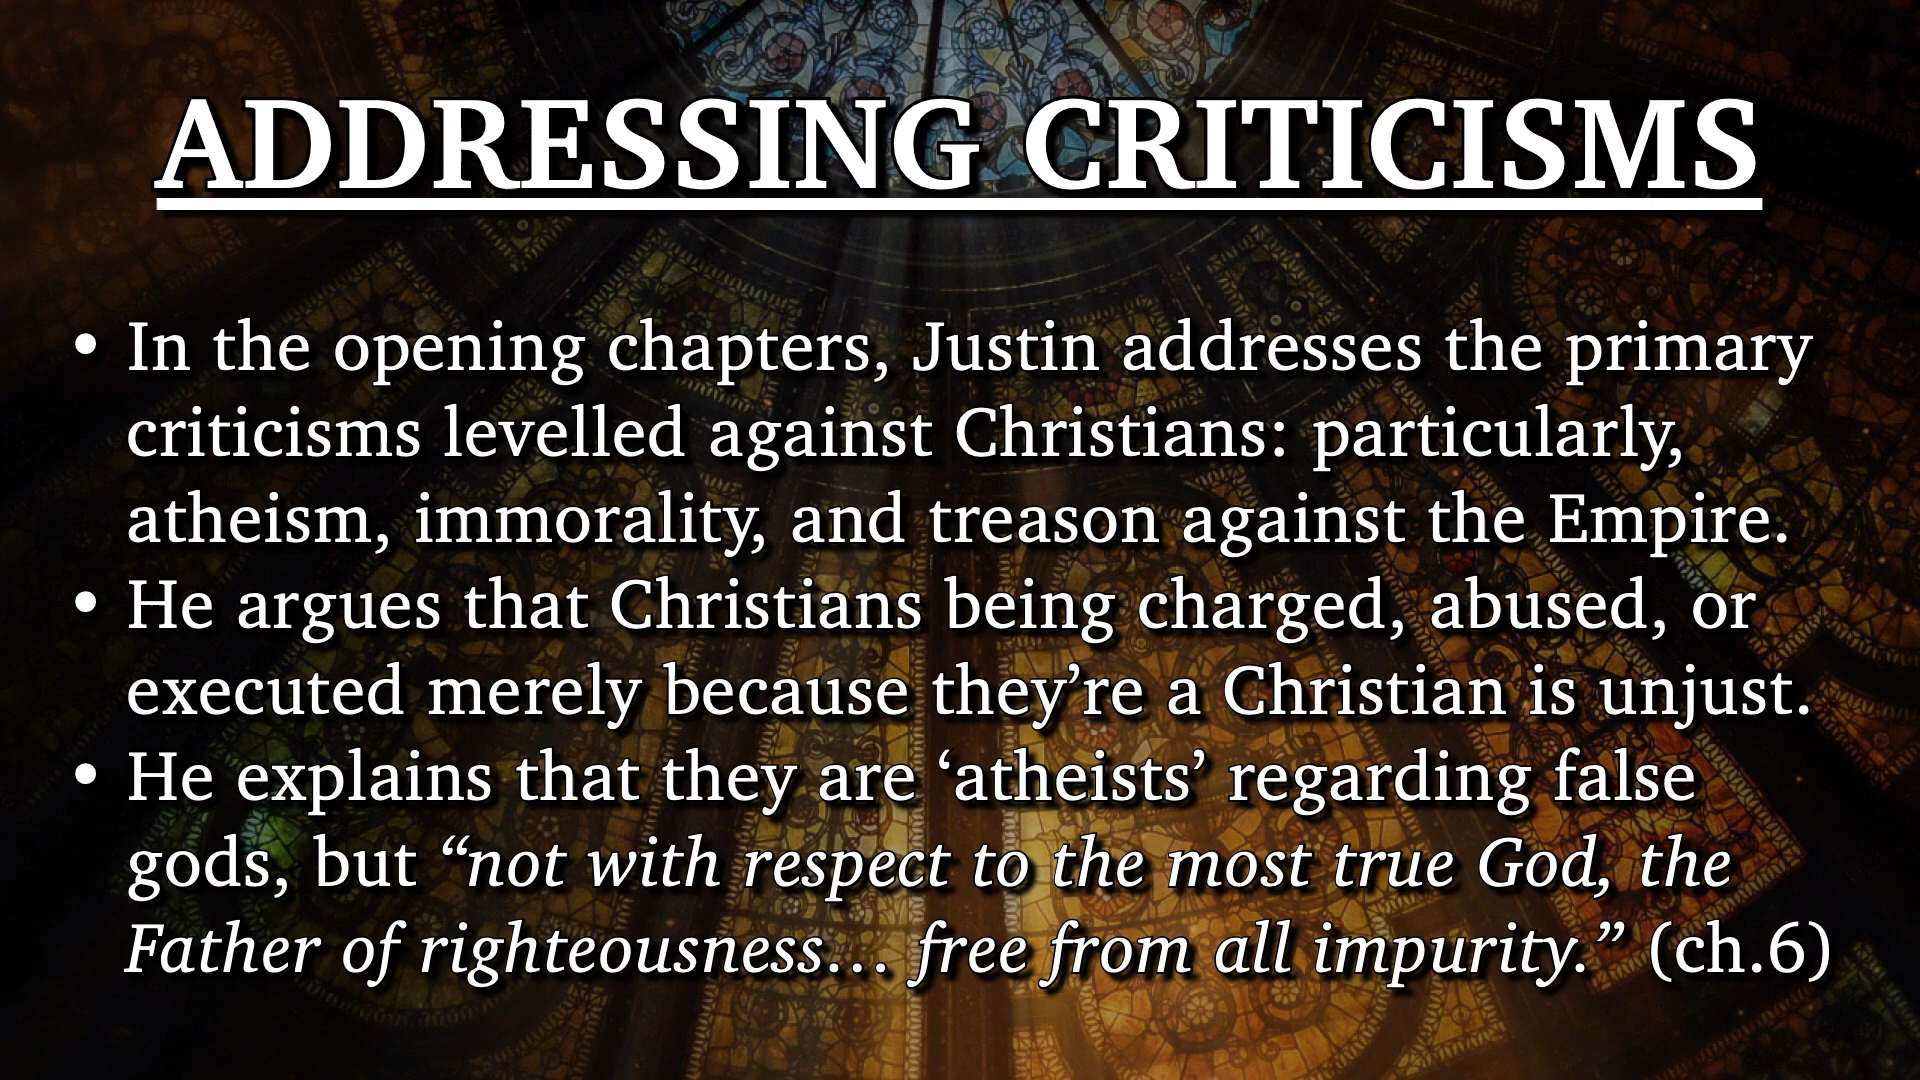 ADDRESSING CRITICISMS
• In the opening chapters, Justin addresses the primary
criticisms levelled against Christians: particularly,
atheism, immorality, and treason against the Empire.
• He argues that Christians being charged, abused, or
executed merely because they’re a Christian is unjust.
• He explains that they are ‘atheists’ regarding false
gods, but “not with respect to the most true God, the
Father of righteousness… free from all impurity.” (ch.6)